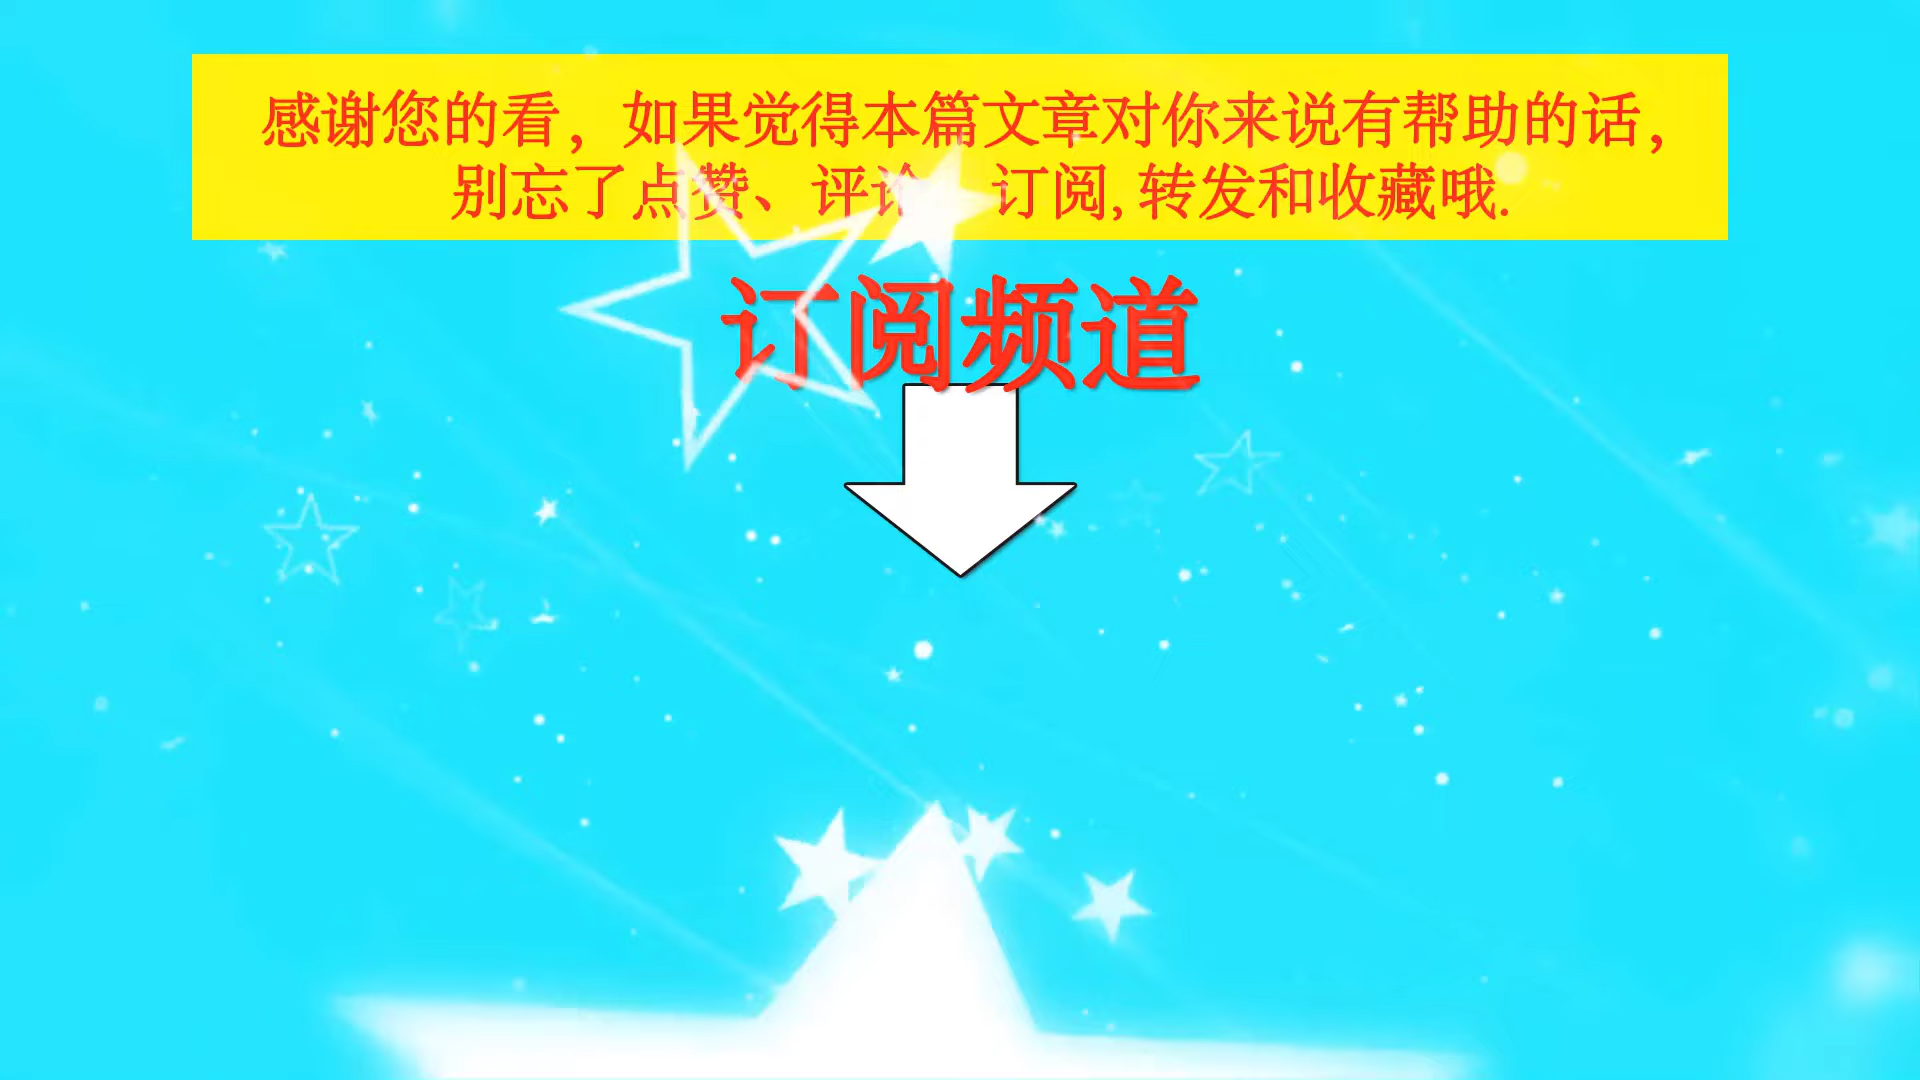 感谢您的看，如果觉得本篇文章对你来说有帮助的话，
别忘了点赞、评论 订阅,转发和收藏哦.
订阅频道